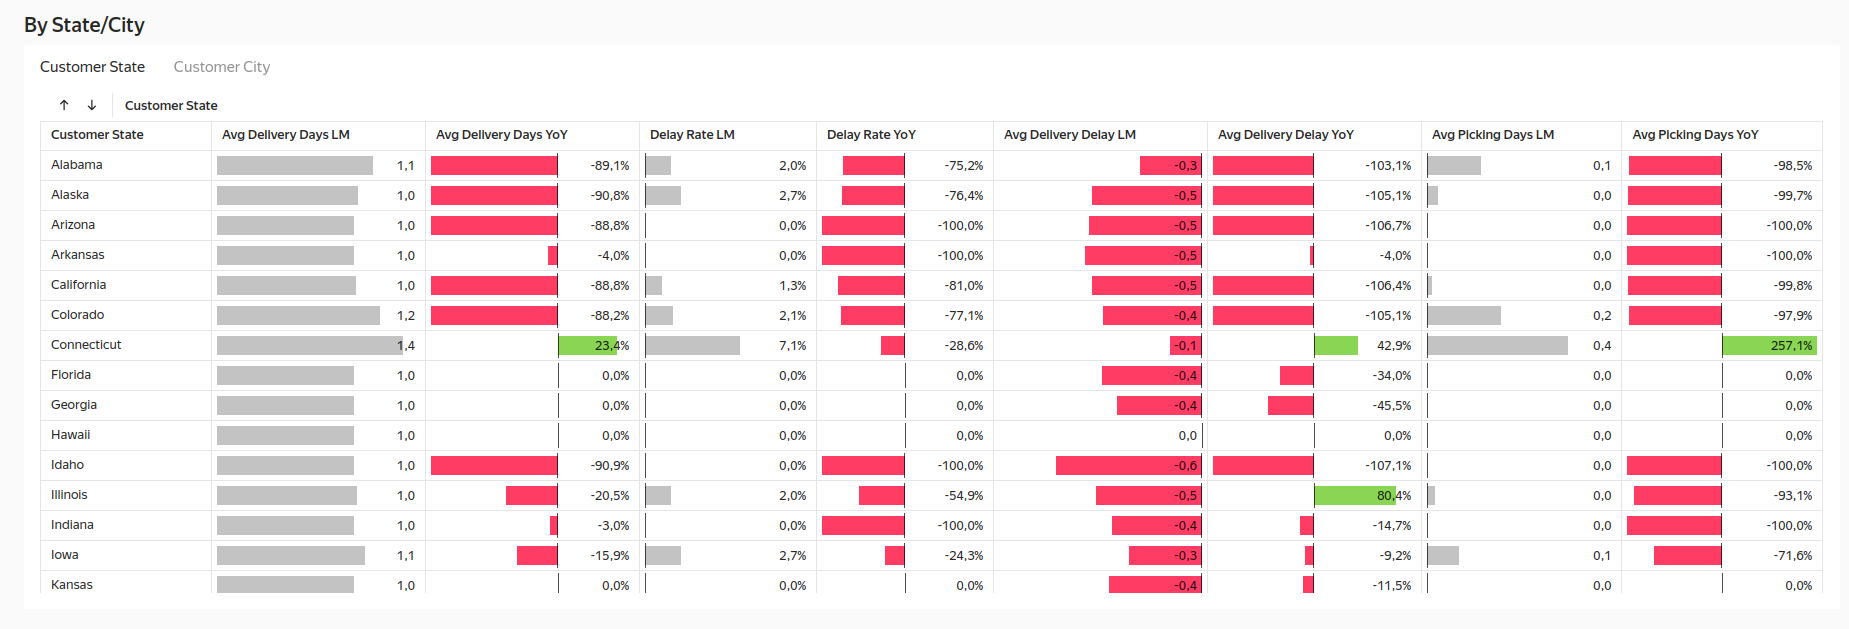 By State/City
Customer State Customer City
↑ ↓ Customer State
Customer State Avg Delivery Days LM Avg Delivery Days YoY Delay Rate LM Delay Rate YoY Avg Delivery Delay LM Avg Delivery Delay YoY Avg Picking Days LM Avg Picking Days YoY
Alabama 1,1 -89,1% 2,0% -75,2% -0,3 -103,1% 0,1 -98,5%
Alaska 1,0 -90,8% 2,7% -76,4% -0,5 -105,1% 0,0 -99,7%
Arizona 1,0 -88,8% 0,0% -100,0% -0,5 -106,7% 0,0 -100,0%
Arkansas 1,0 -4,0% 0,0% -100,0% -0,5 -4,0% 0,0 -100,0%
California 1,0 -88,8% 1,3% -81,0% -0,5 -106,4% 0,0 -99,8%
Colorado 1,2 -88,2% 2,1% -77,1% -0,4 -105,1% 0,2 -97,9%
Connecticut 1,4 23,4% 7,1% -28,6% -0,1 42,9% 0,4 257,1%
Florida 1,0 0,0% 0,0% 0,0% -0,4 -34,0% 0,0 0,0%
Georgia 1,0 0,0% 0,0% 0,0% -0,4 -45,5% 0,0 0,0%
Hawaii 1,0 0,0% 0,0% 0,0% 0,0 0,0% 0,0 0,0%
Idaho 1,0 -90,9% 0,0% -100,0% -0,6 -107,1% 0,0 -100,0%
Illinois 1,0 -20,5% 2,0% -54,9% -0,5 80,4% 0,0 -93,1%
Indiana 1,0 -3,0% 0,0% -100,0% -0,4 -14,7% 0,0 -100,0%
Iowa 1,1 -15,9% 2,7% -24,3% -0,3 -9,2% 0,1 -71,6%
Kansas 1,0 0,0% 0,0% 0,0% -0,4 -11,5% 0,0 0,0%